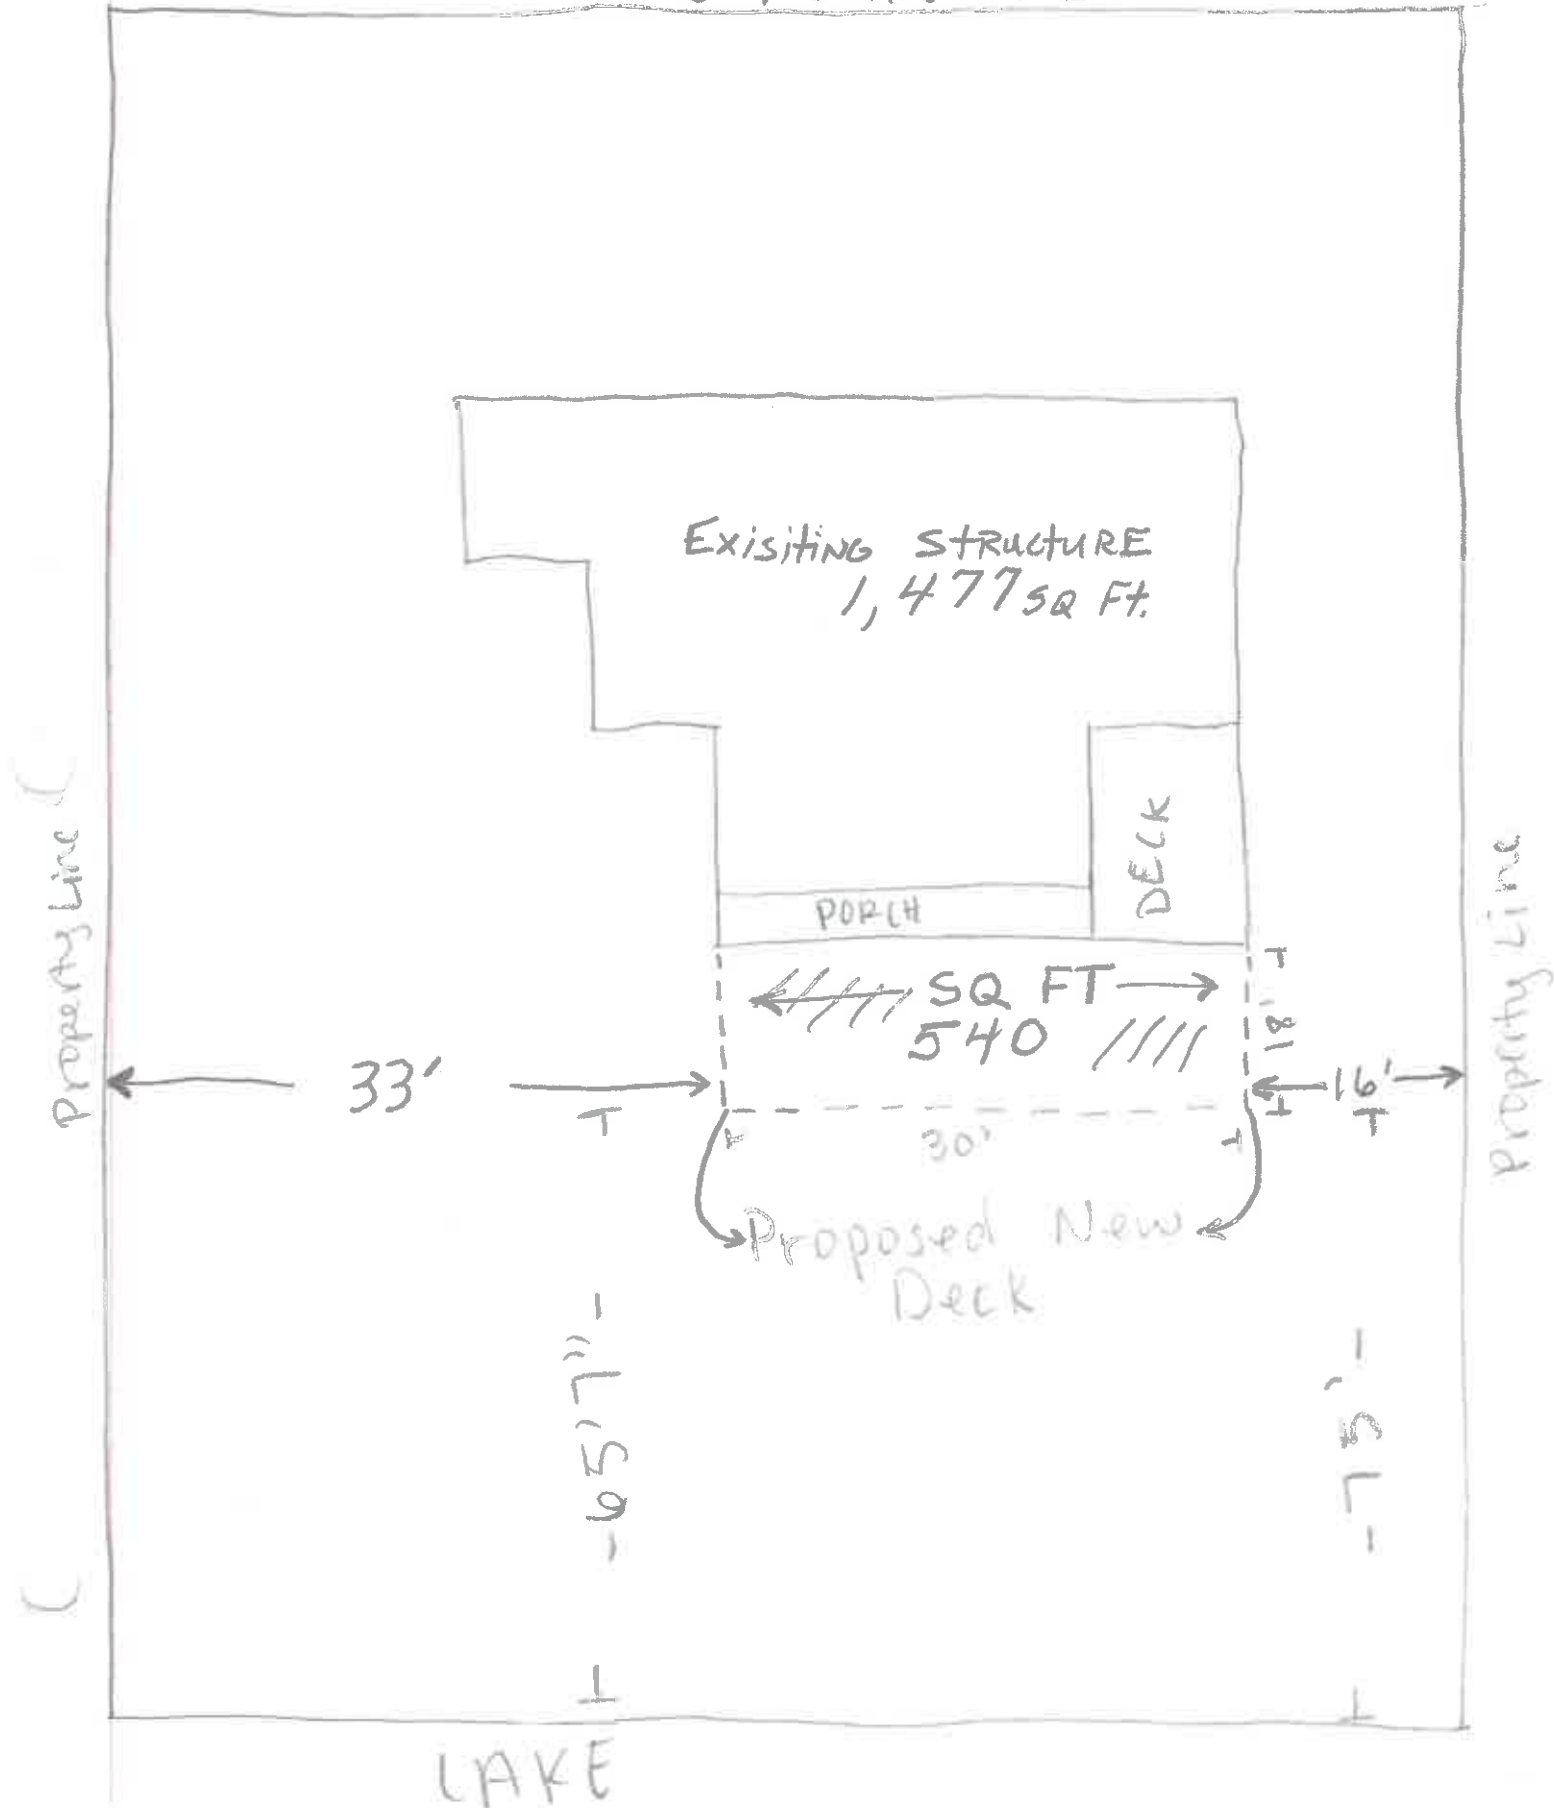 Exisiting Structure
1,477 SQ Ft.
DECK
PORCH
Property Line
Property Line
SQ FT
540
18'
33'
16'
30'
Proposed New
Deck
65'7"
75'
LAKE